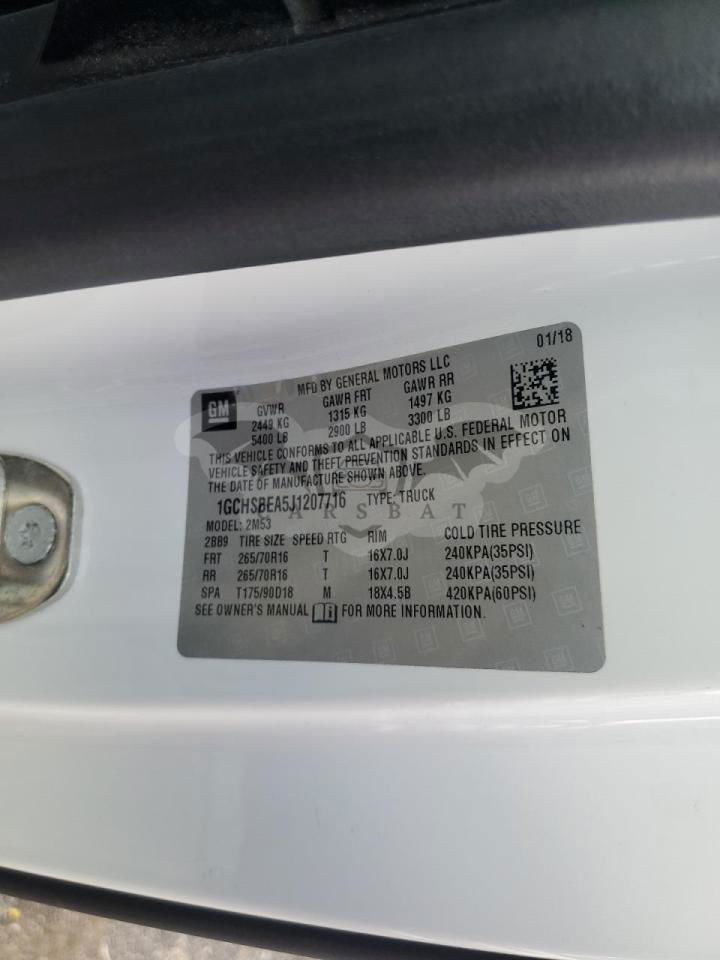 01/18
MFD BY GENERAL MOTORS LLC
GM
GVWR GAWR FRT GAWR RR
2449 KG 1315 KG 1497 KG
5400 LB 2900 LB 3300 LB
THIS VEHICLE CONFORMS TO ALL APPLICABLE U.S. FEDERAL MOTOR
VEHICLE SAFETY AND THEFT PREVENTION STANDARDS IN EFFECT ON
THE DATE OF MANUFACTURE SHOWN ABOVE.
1GCHSBEA5J1207716 TYPE: TRUCK
CARSBAT
MODEL: 2M53
2BB9 TIRE SIZE SPEED RTG RIM COLD TIRE PRESSURE
FRT 265/70R16 T 16X7.0J 240KPA(35PSI)
RR 265/70R16 T 16X7.0J 240KPA(35PSI)
SPA T175/90D18 M 18X4.5B 420KPA(60PSI)
SEE OWNER'S MANUAL FOR MORE INFORMATION.